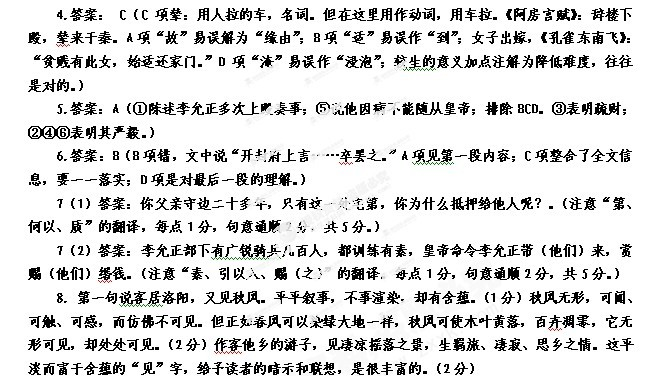 4.答案: C（C 项辇：用人拉的车，名词。但在这里用作动词，用车拉。《阿房宫赋》：辞楼下
殿，辇来于秦。A 项“故”易误解为“缘由”；B项“适”易误作“到”；女子出嫁，《孔雀东南飞》：
“贫贱有此女，始适还家门。”D 项“淹”易误作“浸泡”；抗生的意义加点注解为降低难度，往往
是对的。）
5.答案：A（①陈述李允正多次上殿奏事；⑤说他因病不能随从皇帝；排除BCD。③表明疏财；
②④⑥表明其严毅。）
6.答案：B（B项错，文中说“开封府上言……卒罢之。”A项见第一段内容；C项整合了全文信
息，要一一落实；D项是对最后一段的理解。）
7（1）答案：你父亲守边二十多年，只有这一 宅第，你为什么抵押给他人呢？。（注意“第、
何以、质”的翻译，每点1分，句意通顺2分，共5分。）
7（2）答案：李允正部下有广锐骑兵几百人，都训练有素，皇帝命令李允正带（他们）来，赏
赐（他们）缗钱。（注意“素、引以入、赐（之）”的翻译。每点1分，句意通顺2分，共5分。）
8. 第一句说客居洛阳，又见秋风。平平叙事，不事渲染，却有含蕴。（1分）秋风无形，可闻、
可触、可感，而仿佛不可见。但正如春风可以染绿大地一样，秋风可使木叶黄落，百卉凋零，它无
形可见，却处处可见。（2分）作客他乡的游子，见凄凉摇落之景，生羁旅、凄寂、思乡之情。这平
淡而富于含蕴的“见”字，给予读者的暗示和联想，是很丰富的。（2分）